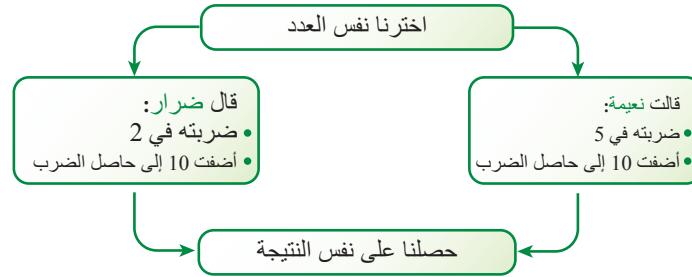 اخترنا نفس العدد
قالت نعيمة:
• ضربته في 5
• أضفت 10 إلى حاصل الضرب
قال ضرار:
• ضربته في 2
• أضفت 10 إلى حاصل الضرب
حصلنا على نفس النتيجة